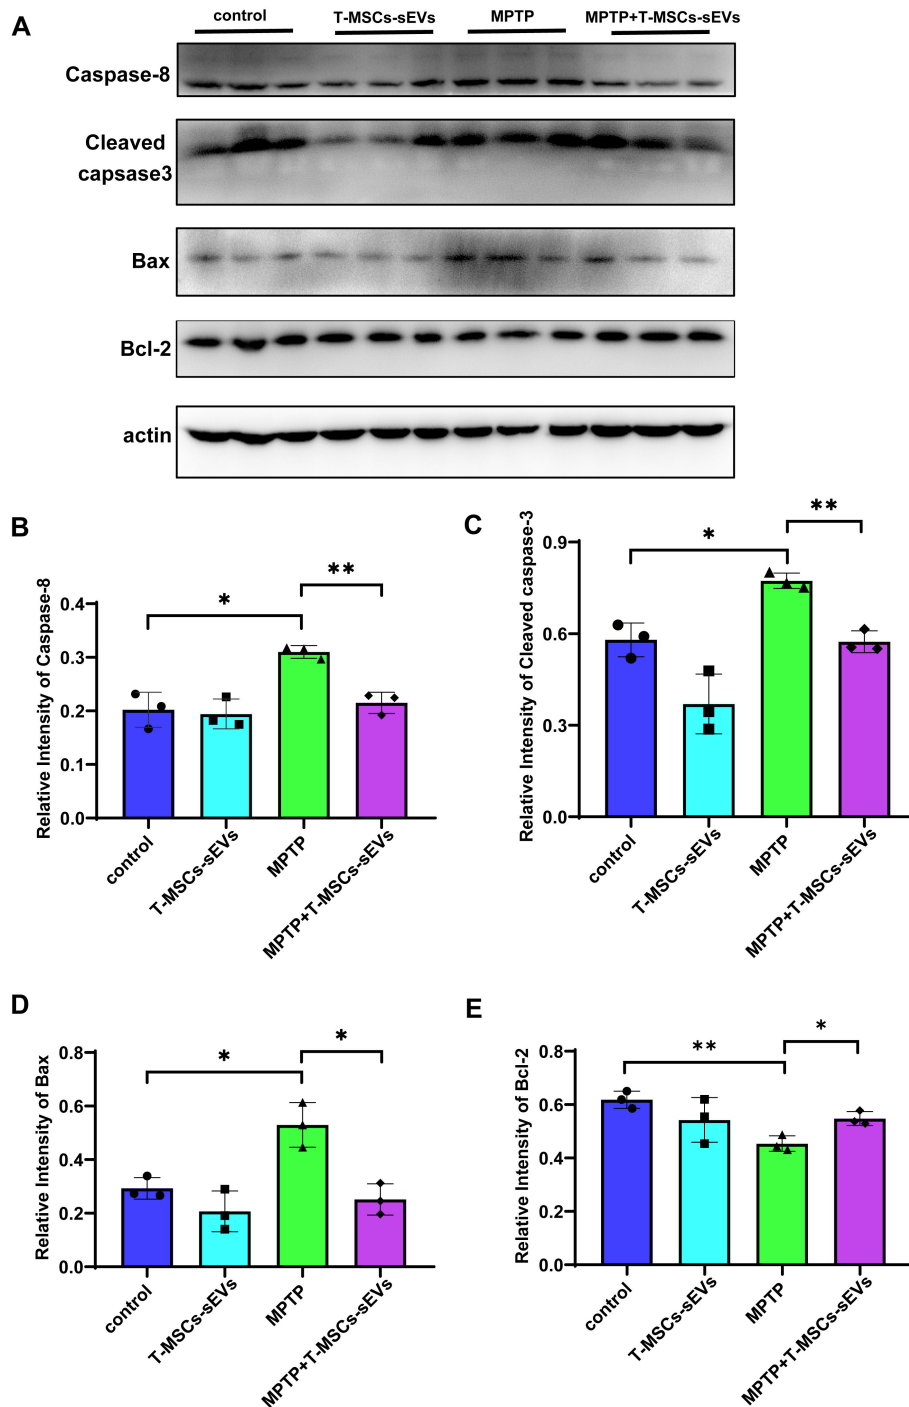 A
control T-MSCs-sEVs MPTP MPTP+T-MSCs-sEVs
Caspase-8
Cleaved
capsase3
Bax
Bcl-2
actin
B
Relative Intensity of Caspase-8
0.4
0.3
0.2
0.1
0.0
*
**
control
T-MSCs-sEVs
MPTP
MPTP+T-MSCs-sEVs
C
Relative Intensity of Cleaved caspase-3
0.9
0.6
0.3
0.0
*
**
control
T-MSCs-sEVs
MPTP
MPTP+T-MSCs-sEVs
D
Relative Intensity of Bax
0.8
0.6
0.4
0.2
0.0
*
*
control
T-MSCs-sEVs
MPTP
MPTP+T-MSCs-sEVs
E
Relative Intensity of Bcl-2
0.8
0.6
0.4
0.2
0.0
**
*
control
T-MSCs-sEVs
MPTP
MPTP+T-MSCs-sEVs